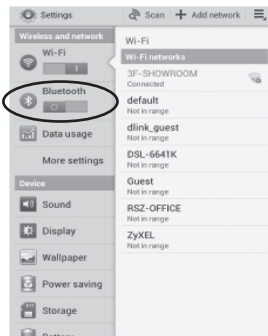 Settings
Scan + Add network
Wireless and network
Wi-Fi
Bluetooth
Data usage
More settings
Device
Sound
Display
Wallpaper
Power saving
Storage
Battery
Wi-Fi
Wi-Fi networks
3F-SHOWROOM
Connected
default
Not in range
dlink_guest
Not in range
DSL-6641K
Not in range
Guest
Not in range
RSZ-OFFICE
Not in range
ZyXEL
Not in range